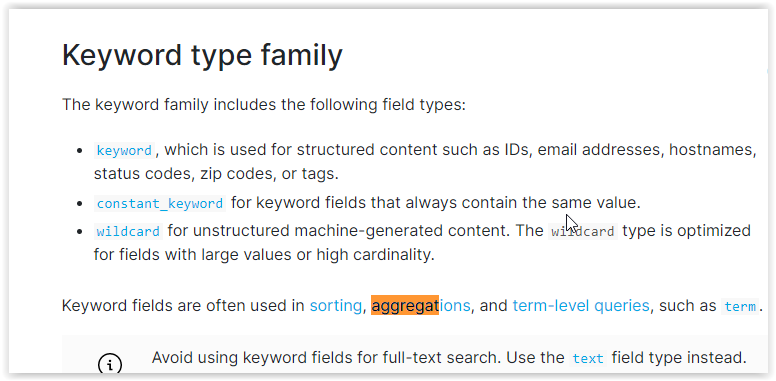 Keyword type family
The keyword family includes the following field types:
• keyword, which is used for structured content such as IDs, email addresses, hostnames,
status codes, zip codes, or tags.
• constant_keyword for keyword fields that always contain the same value.
• wildcard for unstructured machine-generated content. The wildcard type is optimized
for fields with large values or high cardinality.
Keyword fields are often used in sorting, aggregations, and term-level queries, such as term.
Avoid using keyword fields for full-text search. Use the text field type instead.